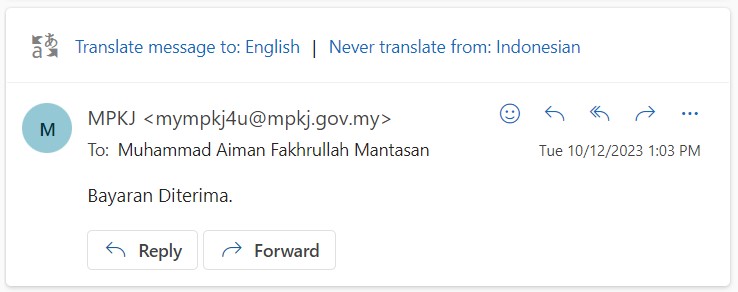 Translate message to: English | Never translate from: Indonesian
M
MPKJ <mympkj4u@mpkj.gov.my>
To: Muhammad Aiman Fakhrullah Mantasan
Tue 10/12/2023 1:03 PM
Bayaran Diterima.
Reply Forward